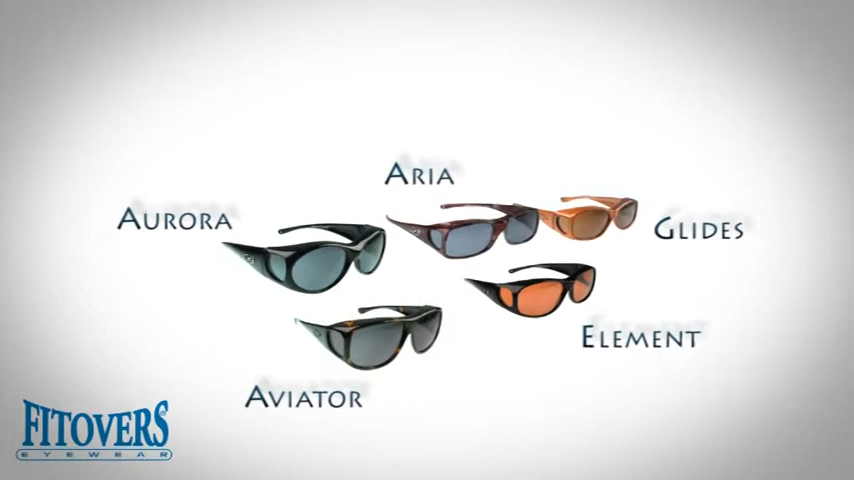 ARIA
AURORA
GLIDES
ELEMENT
AVIATOR
FITOVERS®
EYEWEAR